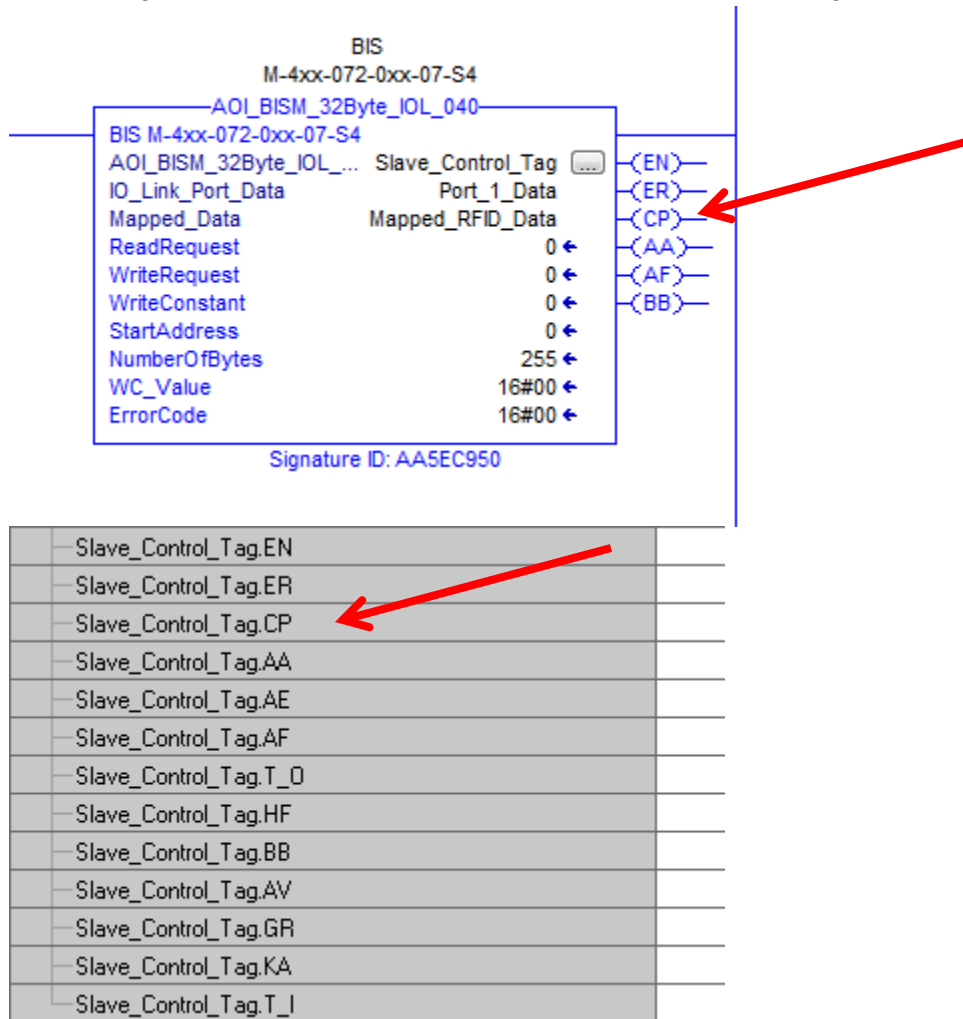 BIS
M-4xx-072-0xx-07-S4
AOI_BISM_32Byte_IOL_040
BIS M-4xx-072-0xx-07-S4
AOI_BISM_32Byte_IOL_... Slave_Control_Tag ... (EN)
IO_Link_Port_Data Port_1_Data (ER)
Mapped_Data Mapped_RFID_Data (CP)
ReadRequest 0 (AA)
WriteRequest 0 (AF)
WriteConstant 0 (BB)
StartAddress 0
NumberOfBytes 255
WC_Value 16#00
ErrorCode 16#00
Signature ID: AA5EC950
Slave_Control_Tag.EN
Slave_Control_Tag.ER
Slave_Control_Tag.CP
Slave_Control_Tag.AA
Slave_Control_Tag.AE
Slave_Control_Tag.AF
Slave_Control_Tag.T_O
Slave_Control_Tag.HF
Slave_Control_Tag.BB
Slave_Control_Tag.AV
Slave_Control_Tag.GR
Slave_Control_Tag.KA
Slave_Control_Tag.T_I